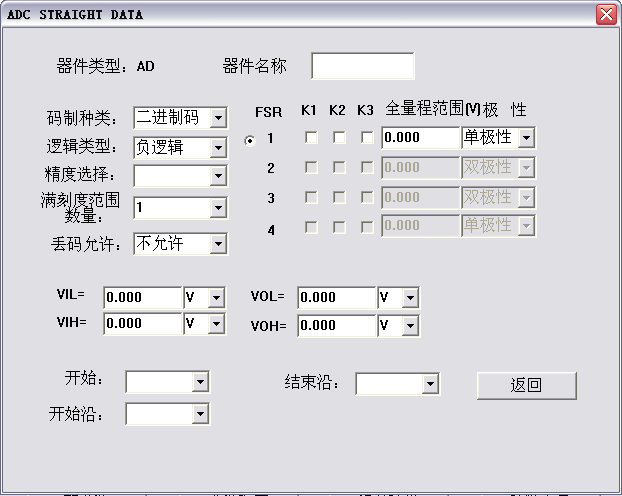 ADC STRAIGHT DATA
器件类型：AD 器件名称
码制种类： 二进制码 FSR K1 K2 K3 全量程范围(V) 极 性
逻辑类型： 负逻辑 1 0.000 单极性
精度选择： 2 0.000 双极性
满刻度范围
数量： 1 3 0.000 双极性
丢码允许： 不允许 4 0.000 单极性
VIL= 0.000 V VOL= 0.000 V
VIH= 0.000 V VOH= 0.000 V
开始： 结束沿： 返回
开始沿：